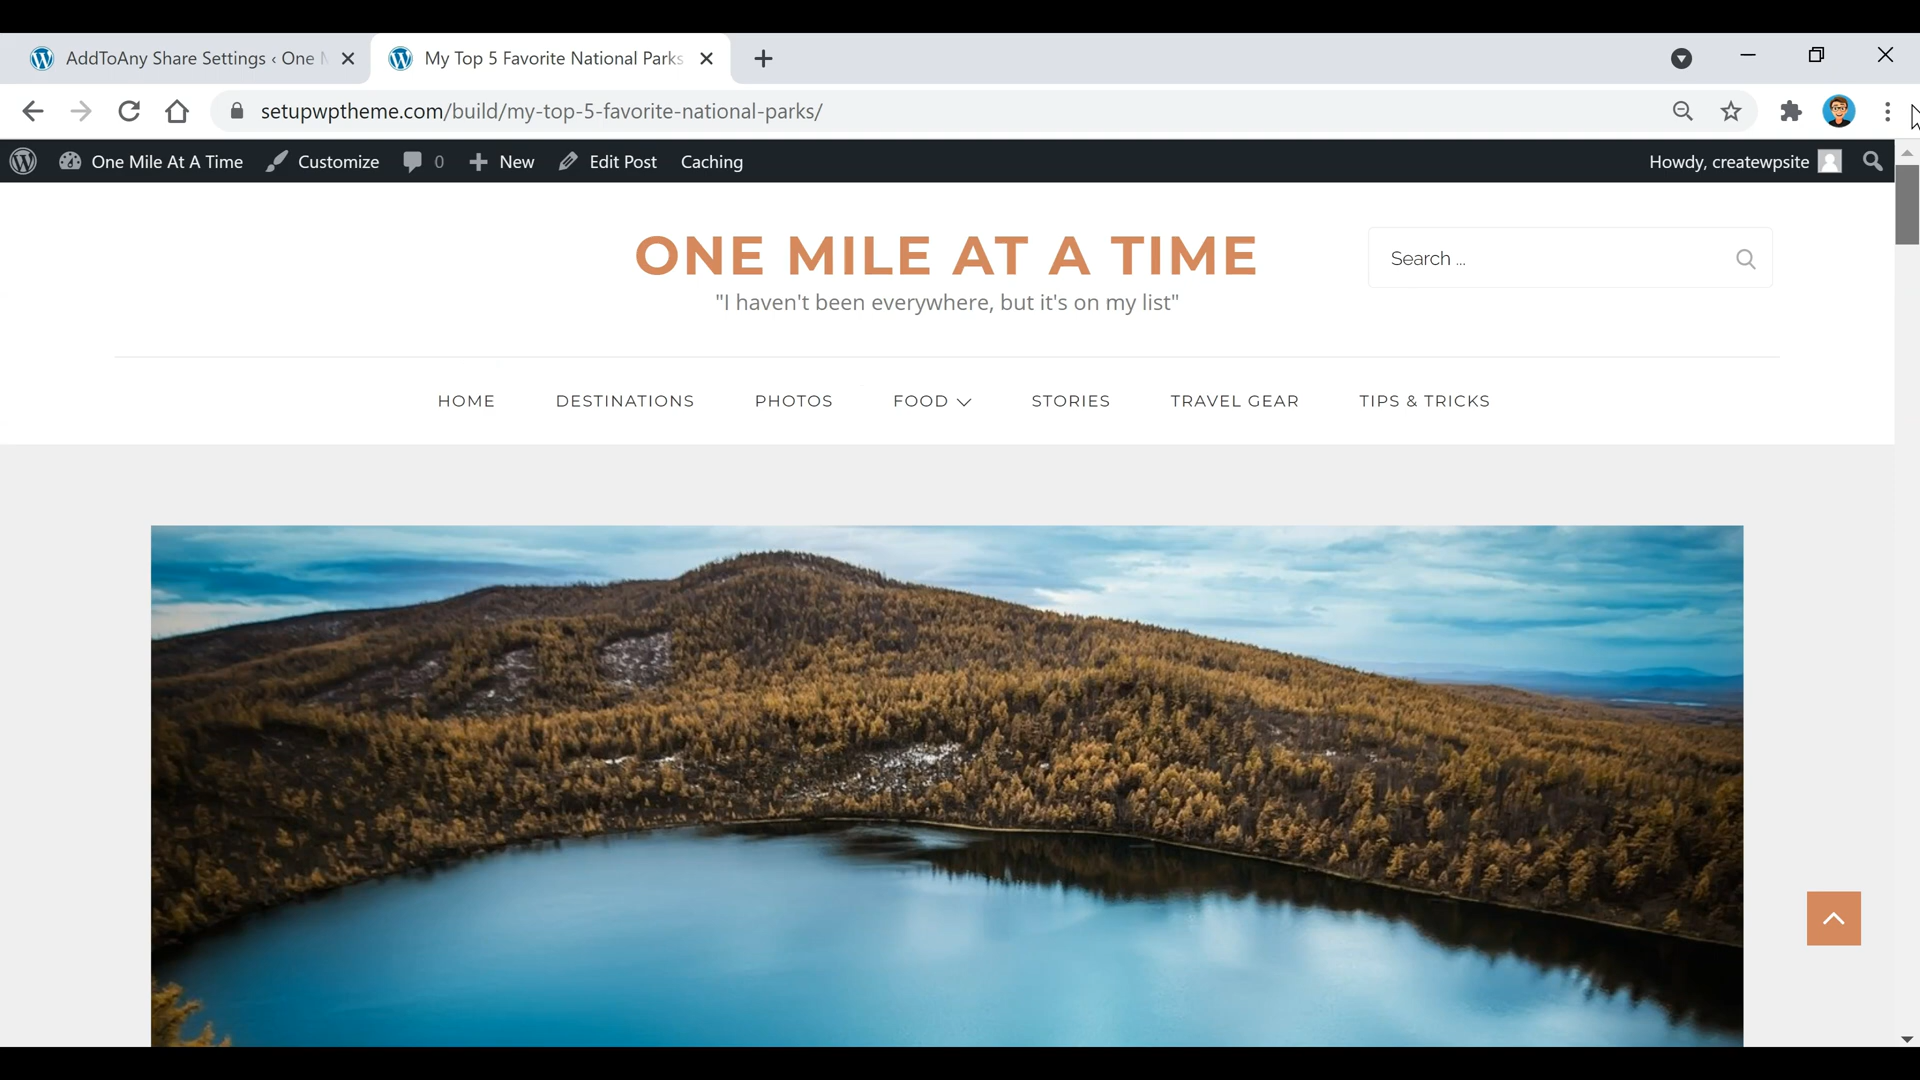 AddToAny Share Settings ‹ One
My Top 5 Favorite National Parks
setupwptheme.com/build/my-top-5-favorite-national-parks/
One Mile At A Time
Customize
0
New
Edit Post
Caching
Howdy, createwpsite
ONE MILE AT A TIME
"I haven't been everywhere, but it's on my list"
Search ...
HOME
DESTINATIONS
PHOTOS
FOOD
STORIES
TRAVEL GEAR
TIPS & TRICKS